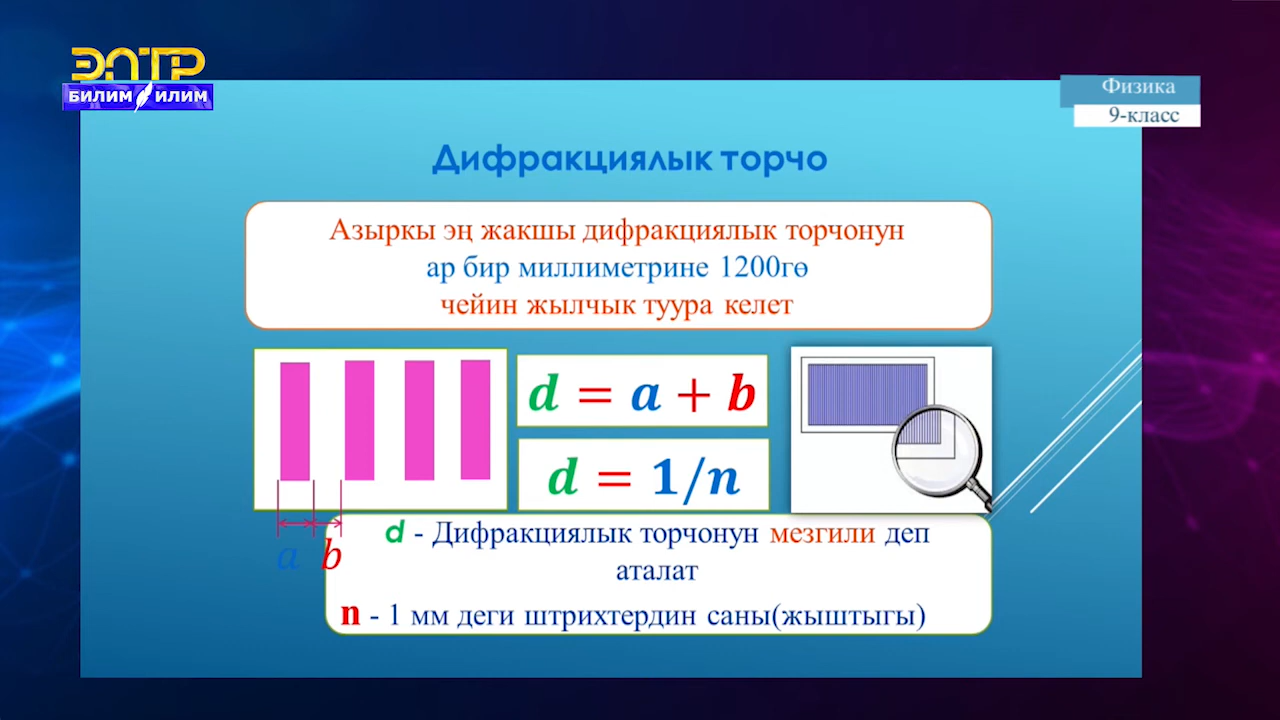 ЭЛТР
БИЛИМ ИЛИМ
Физика
9-класс
Дифракциялык торчо
Азыркы эң жакшы дифракциялык торчонун
ар бир миллиметрине 1200гө
чейин жылчык туура келет
d = a + b
d = 1/n
a b
d - Дифракциялык торчонун мезгили деп
аталат
n - 1 мм деги штрихтердин саны(жыштыгы)